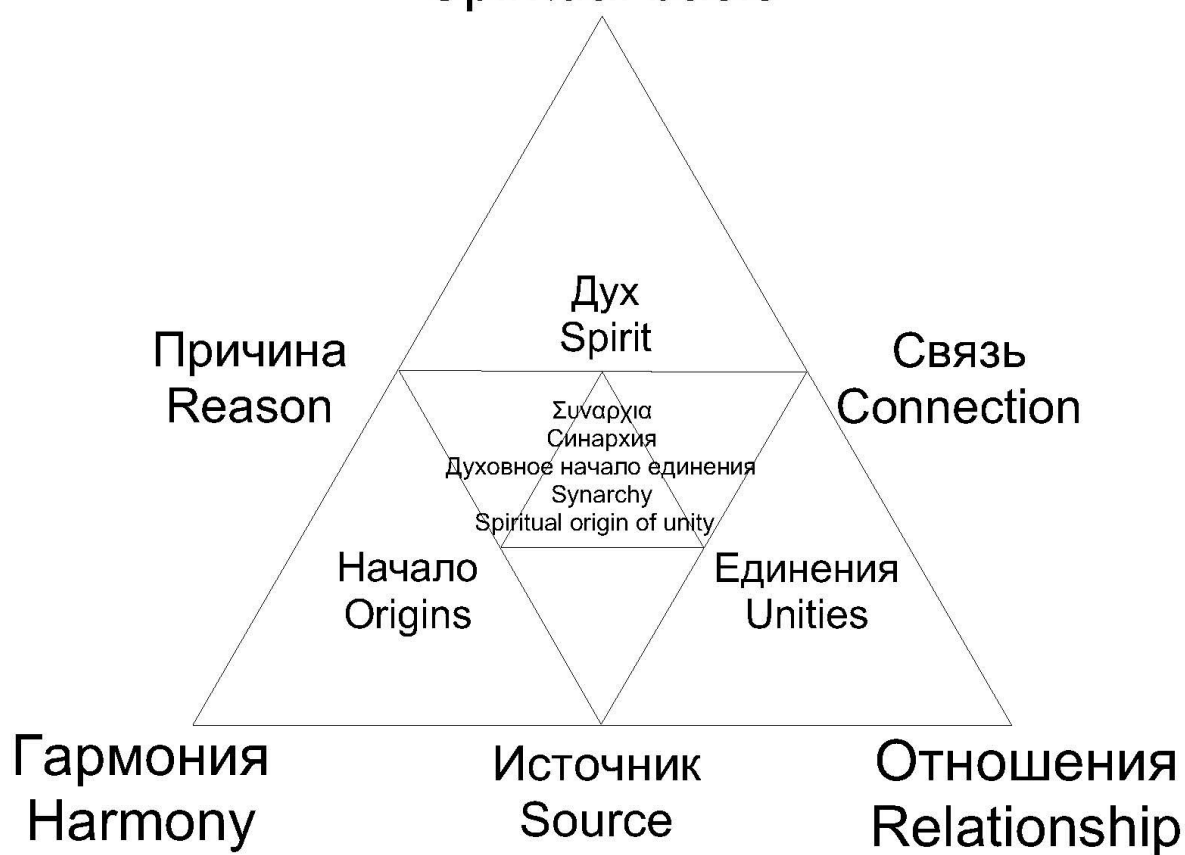 Дух
Spirit
Причина
Reason
Связь
Connection
Συναρχια
Синархия
Духовное начало единения
Synarchy
Spiritual origin of unity
Начало
Origins
Единения
Unities
Гармония
Harmony
Источник
Source
Отношения
Relationship